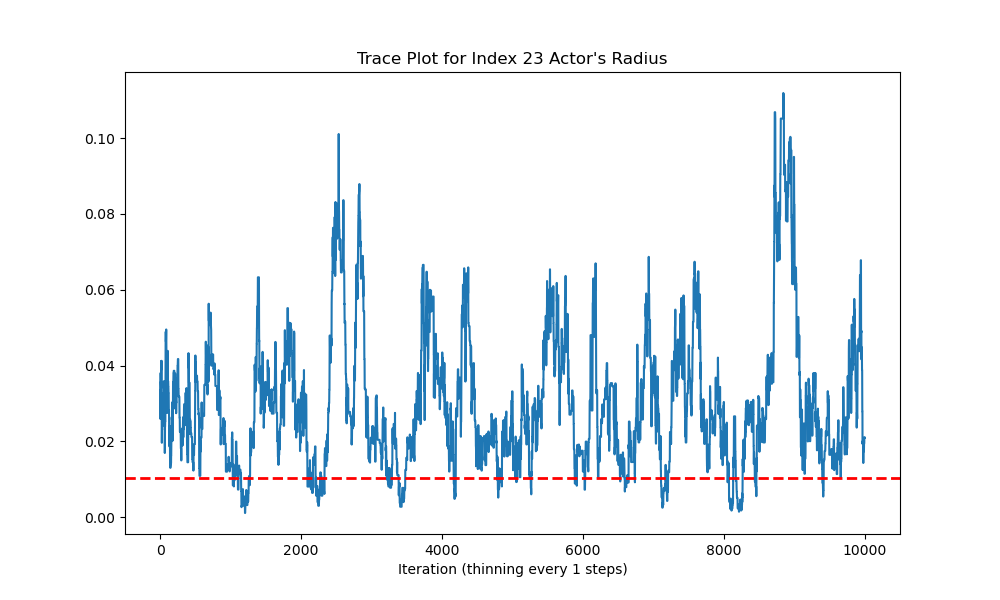 Trace Plot for Index 23 Actor's Radius
0.10
0.08
0.06
0.04
0.02
0.00
0 2000 4000 6000 8000 10000
Iteration (thinning every 1 steps)